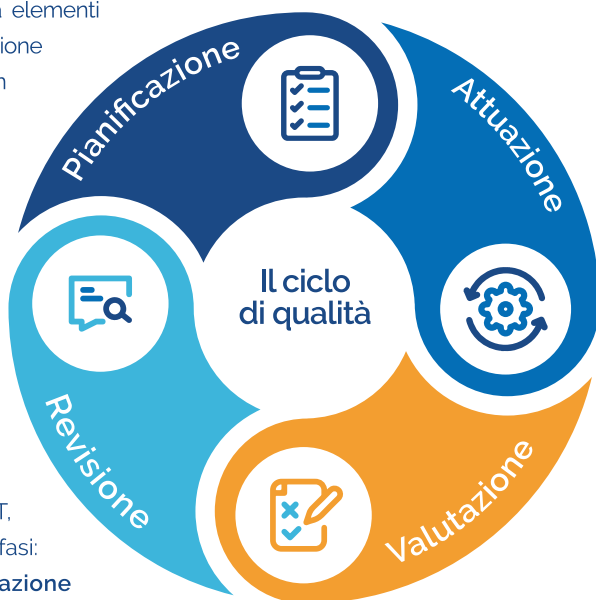 elementi
ione
Pianificazione
Attuazione
Il ciclo
di qualità
Revisione
Valutazione
T,
fasi:
azione